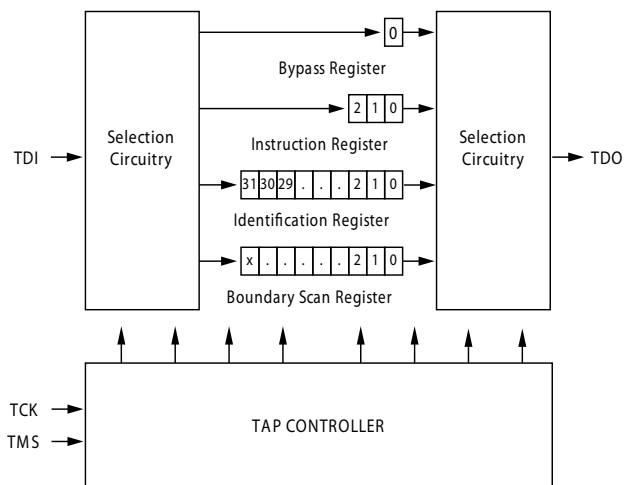 0
Bypass Register
2 1 0
Instruction Register
Selection
Circuitry
Selection
Circuitry
TDI
TDO
31 30 29 . . . 2 1 0
Identification Register
x . . . . . 2 1 0
Boundary Scan Register
TCK
TMS
TAP CONTROLLER